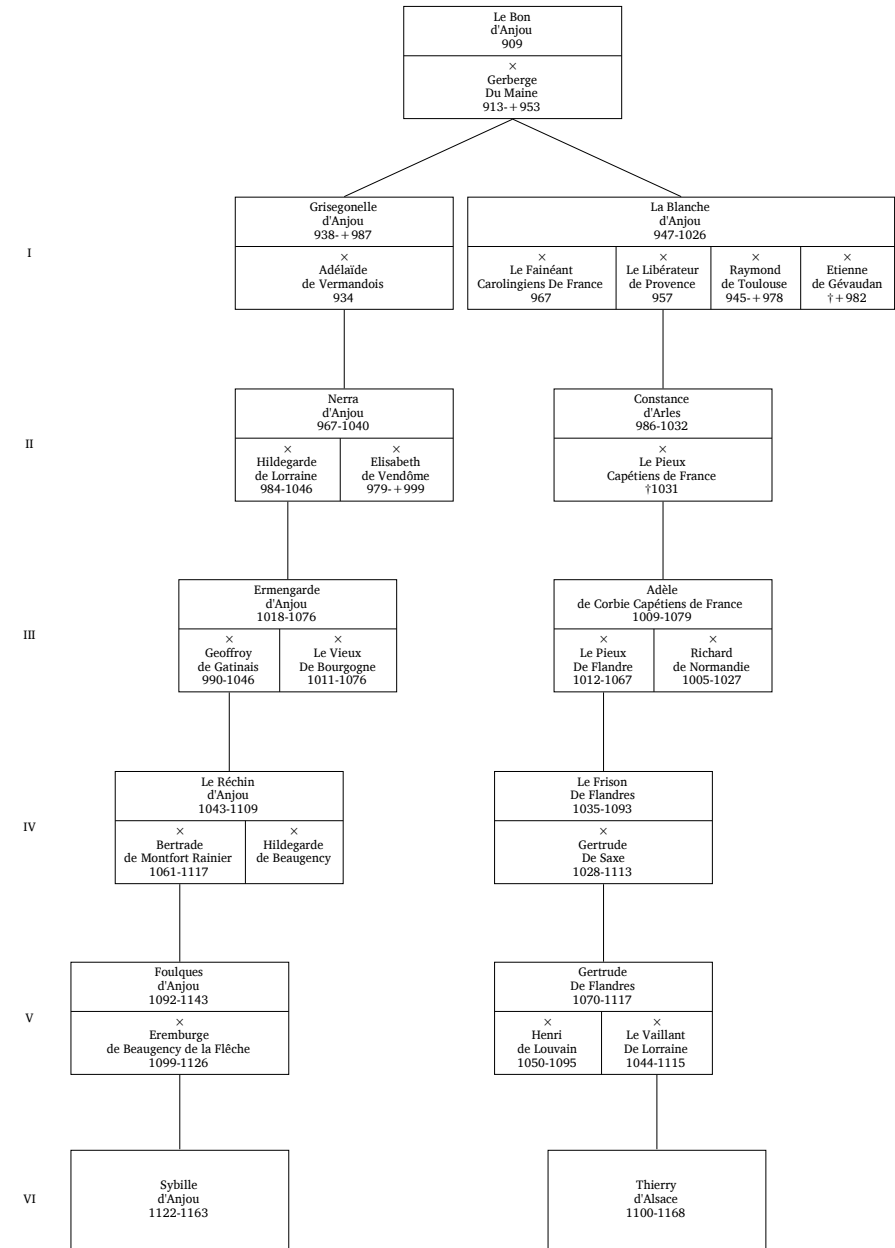 Le Bon
d'Anjou
909
×
Gerberge
Du Maine
913-+953
I
Grisegonelle
d'Anjou
938-+987
×
Adélaïde
de Vermandois
934
La Blanche
d'Anjou
947-1026
×
Le Fainéant
Carolingiens De France
967
×
Le Libérateur
de Provence
957
×
Raymond
de Toulouse
945-+978
×
Etienne
de Gévaudan
†+982
II
Nerra
d'Anjou
967-1040
×
Hildegarde
de Lorraine
984-1046
×
Elisabeth
de Vendôme
979-+999
Constance
d'Arles
986-1032
×
Le Pieux
Capétiens de France
†1031
III
Ermengarde
d'Anjou
1018-1076
×
Geoffroy
de Gatinais
990-1046
×
Le Vieux
De Bourgogne
1011-1076
Adèle
de Corbie Capétiens de France
1009-1079
×
Le Pieux
De Flandre
1012-1067
×
Richard
de Normandie
1005-1027
IV
Le Réchin
d'Anjou
1043-1109
×
Bertrade
de Montfort Rainier
1061-1117
×
Hildegarde
de Beaugency
Le Frison
De Flandres
1035-1093
×
Gertrude
De Saxe
1028-1113
V
Foulques
d'Anjou
1092-1143
×
Eremburge
de Beaugency de la Flêche
1099-1126
Gertrude
De Flandres
1070-1117
×
Henri
de Louvain
1050-1095
×
Le Vaillant
De Lorraine
1044-1115
VI
Sybille
d'Anjou
1122-1163
Thierry
d'Alsace
1100-1168